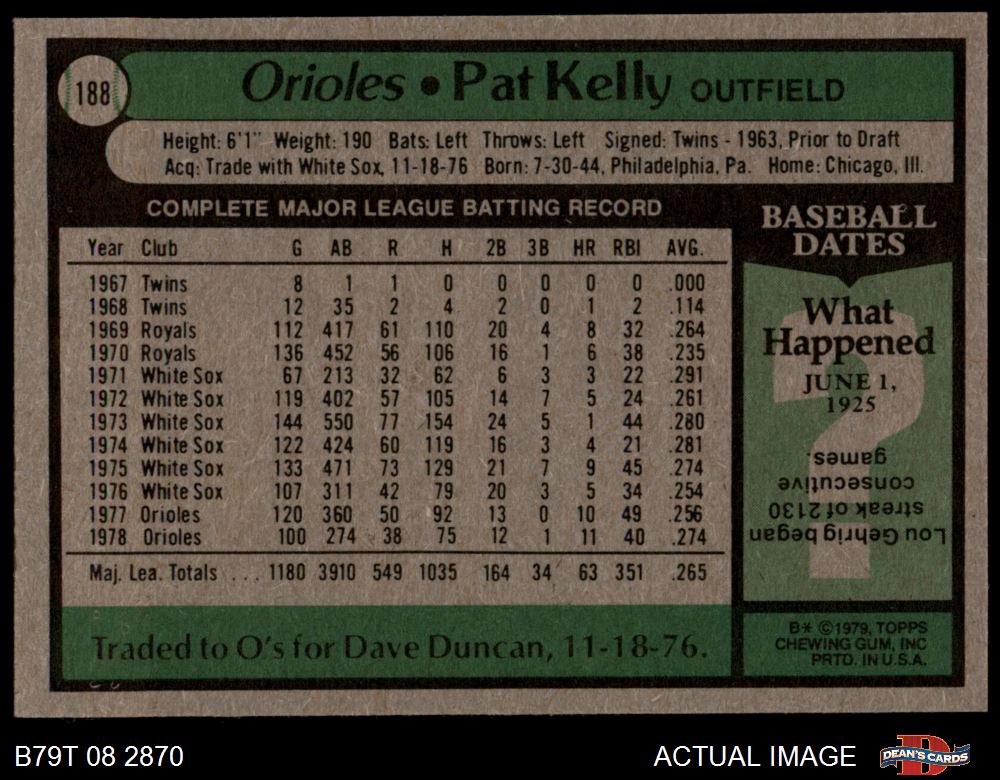 188
Orioles • Pat Kelly OUTFIELD
Height: 6'1" Weight: 190 Bats: Left Throws: Left Signed: Twins - 1963, Prior to Draft
Acq: Trade with White Sox, 11-18-76 Born: 7-30-44, Philadelphia, Pa. Home: Chicago, Ill.
COMPLETE MAJOR LEAGUE BATTING RECORD
Year Club G AB R H 2B 3B HR RBI AVG.
1967 Twins 8 1 1 0 0 0 0 0 .000
1968 Twins 12 35 2 4 2 0 1 2 .114
1969 Royals 112 417 61 110 20 4 8 32 .264
1970 Royals 136 452 56 106 16 1 6 38 .235
1971 White Sox 67 213 32 62 6 3 3 22 .291
1972 White Sox 119 402 57 105 14 7 5 24 .261
1973 White Sox 144 550 77 154 24 5 1 44 .280
1974 White Sox 122 424 60 119 16 3 4 21 .281
1975 White Sox 133 471 73 129 21 7 9 45 .274
1976 White Sox 107 311 42 79 20 3 5 34 .254
1977 Orioles 120 360 50 92 13 0 10 49 .256
1978 Orioles 100 274 38 75 12 1 11 40 .274
Maj. Lea. Totals . . . 1180 3910 549 1035 164 34 63 351 .265
Traded to O's for Dave Duncan, 11-18-76.
BASEBALL
DATES
What
Happened
JUNE 1,
1925
?
Lou Gehrig began
streak of 2130
consecutive
games.
B* ©1979, TOPPS
CHEWING GUM, INC
PRTD. IN U.S.A.
B79T 08 2870
ACTUAL IMAGE
DEAN'S CARDS